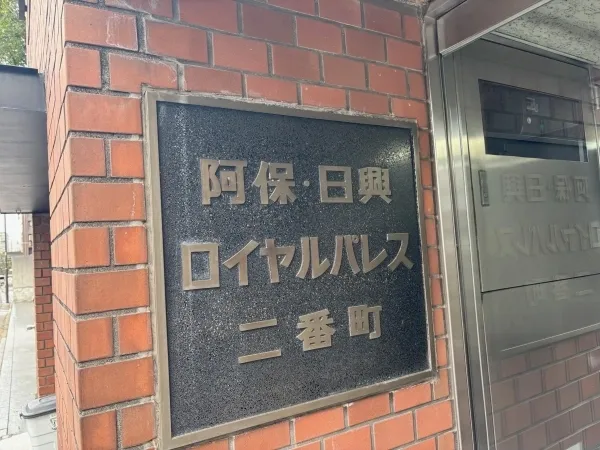 阿保・日興
ロイヤルパレス
二番町